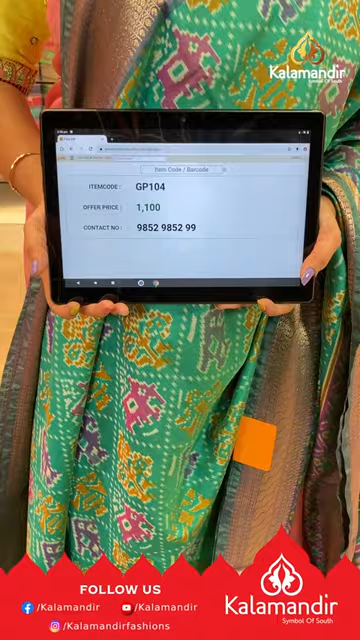 Kalamandir
Symbol Of South
Item Code / Barcode
ITEMCODE : GP104
OFFER PRICE : 1,100
CONTACT NO : 9852 9852 99
FOLLOW US
/Kalamandir
/Kalamandir
/Kalamandirfashions
Kalamandir
Symbol Of South